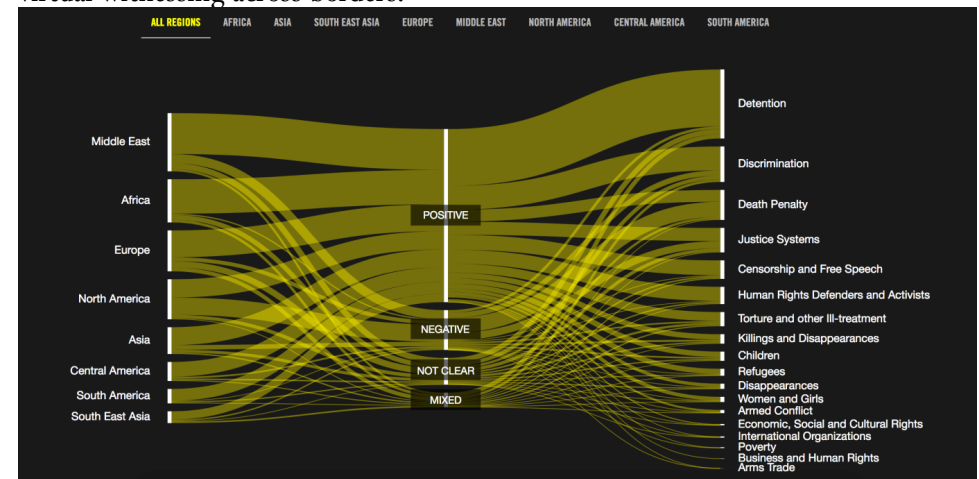 virtual witnessing across borders.
ALL REGIONS AFRICA ASIA SOUTH EAST ASIA EUROPE MIDDLE EAST NORTH AMERICA CENTRAL AMERICA SOUTH AMERICA
Middle East
Africa
Europe
North America
Asia
Central America
South America
South East Asia
POSITIVE
NEGATIVE
NOT CLEAR
MIXED
Detention
Discrimination
Death Penalty
Justice Systems
Censorship and Free Speech
Human Rights Defenders and Activists
Torture and other Ill-treatment
Killings and Disappearances
Children
Refugees
Disappearances
Women and Girls
Armed Conflict
Economic, Social and Cultural Rights
International Organizations
Poverty
Business and Human Rights
Arms Trade